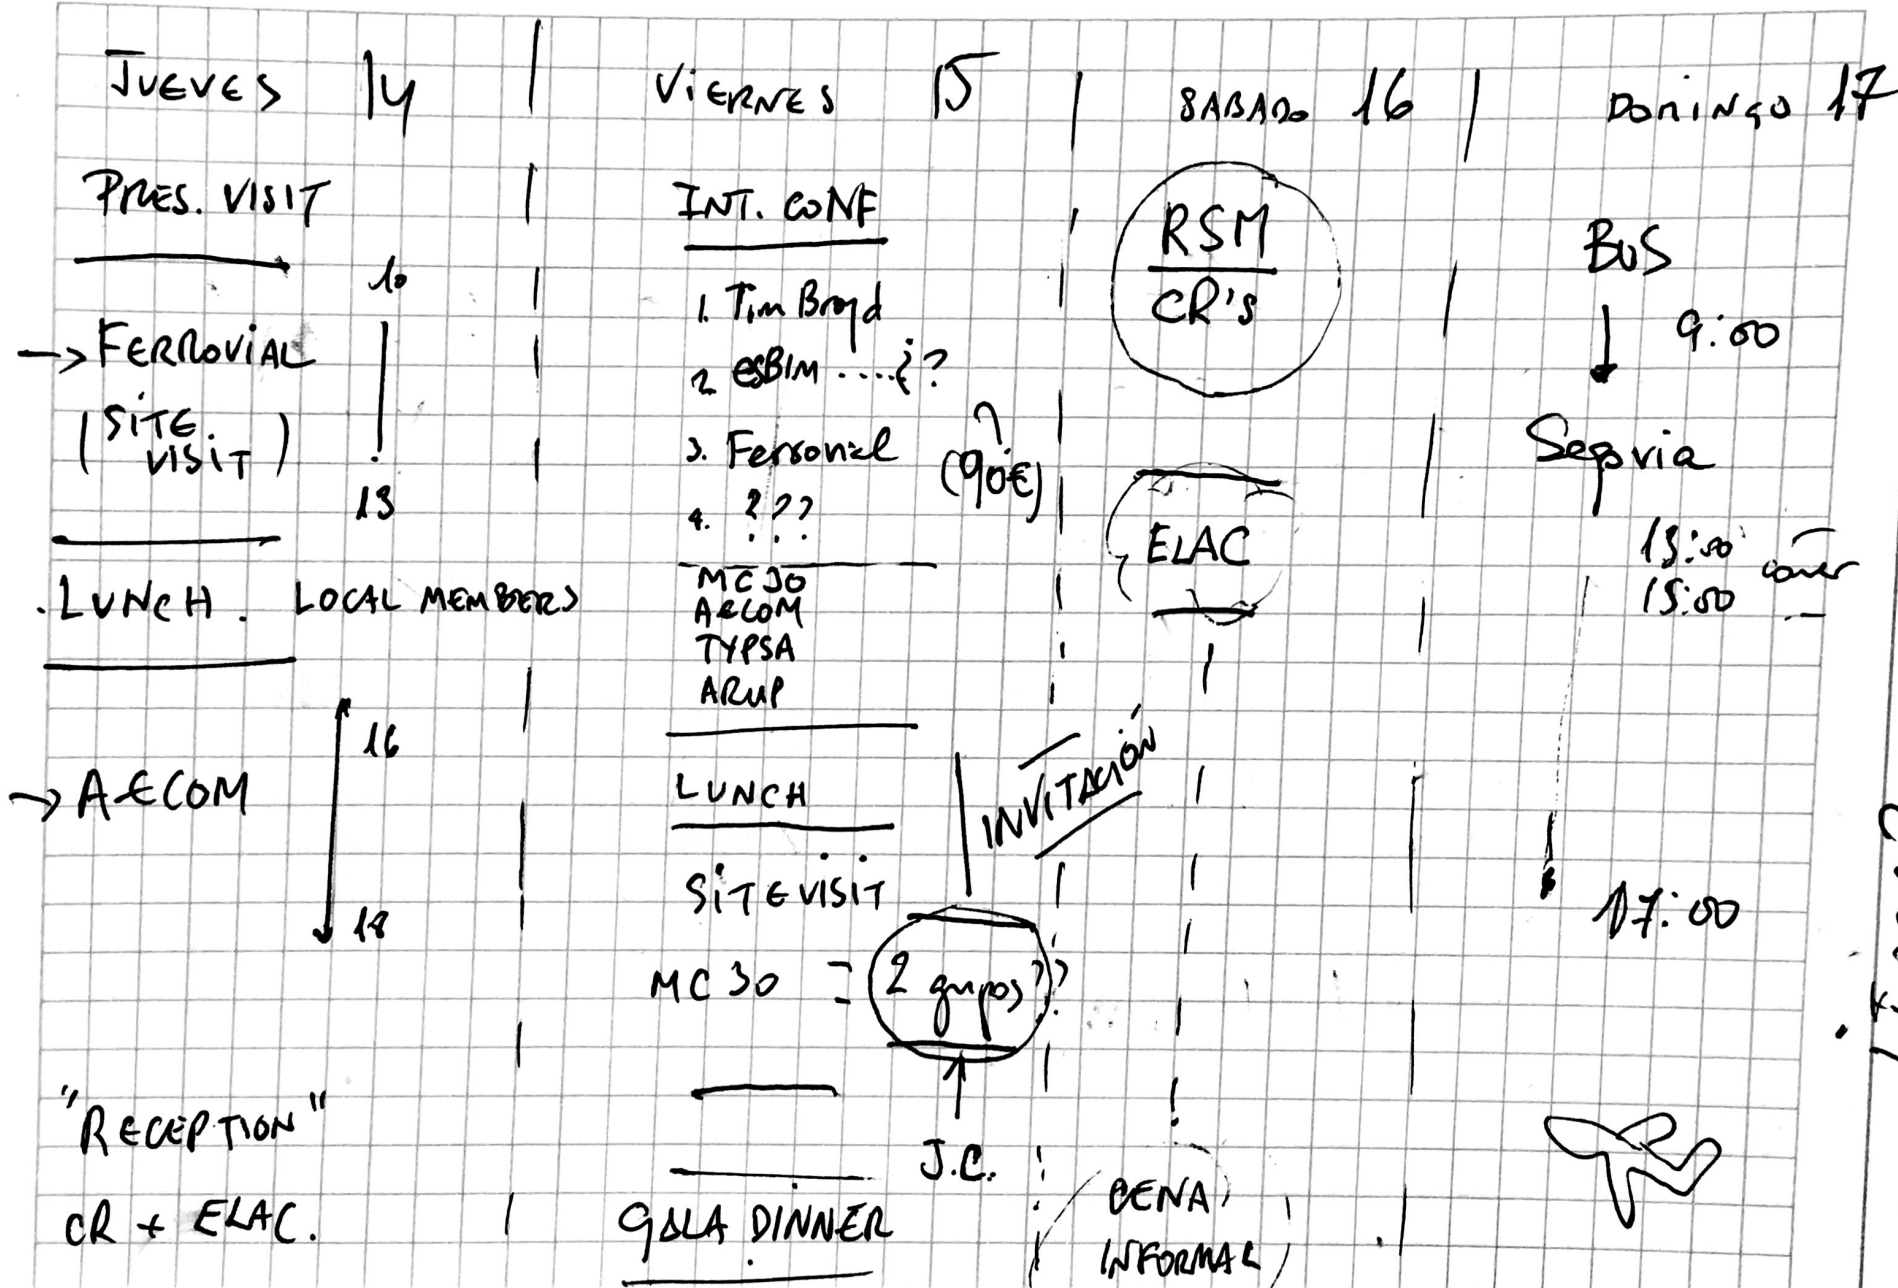 JUEVES 14
PRES. VISIT
10
→ FERROVIAL
(SITE VISIT)
13
LUNCH. LOCAL MEMBERS
16
→ AECOM
18
"RECEPTION"
CR + ELAC.
VIERNES 15
INT. CONF
1. Tim Broyd
2. esBIM ....¿?
3. Ferrovial
?
(90€)
4. ???
MC30
AECOM
TYPSA
ARUP
LUNCH
INVITACIÓN
SITE VISIT
MC30 = 2 grupos??
J.C.
GALA DINNER
SABADO 16
RSM
CR's
ELAC
CENA
INFORMAL
DOMINGO 17
BUS
9:00
Segovia
13:00
comer
15:00
17:00